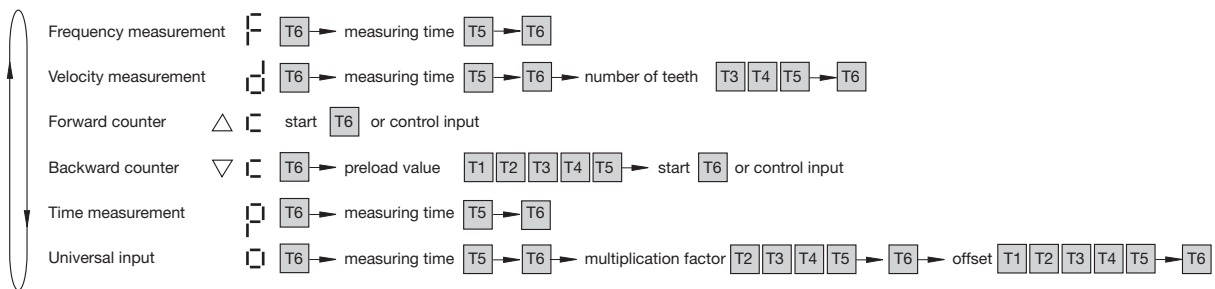 Frequency measurement F T6 measuring time T5 T6
Velocity measurement d T6 measuring time T5 T6 number of teeth T3 T4 T5 T6
Forward counter C start T6 or control input
Backward counter C T6 preload value T1 T2 T3 T4 T5 start T6 or control input
Time measurement P T6 measuring time T5 T6
Universal input o T6 measuring time T5 T6 multiplication factor T2 T3 T4 T5 T6 offset T1 T2 T3 T4 T5 T6